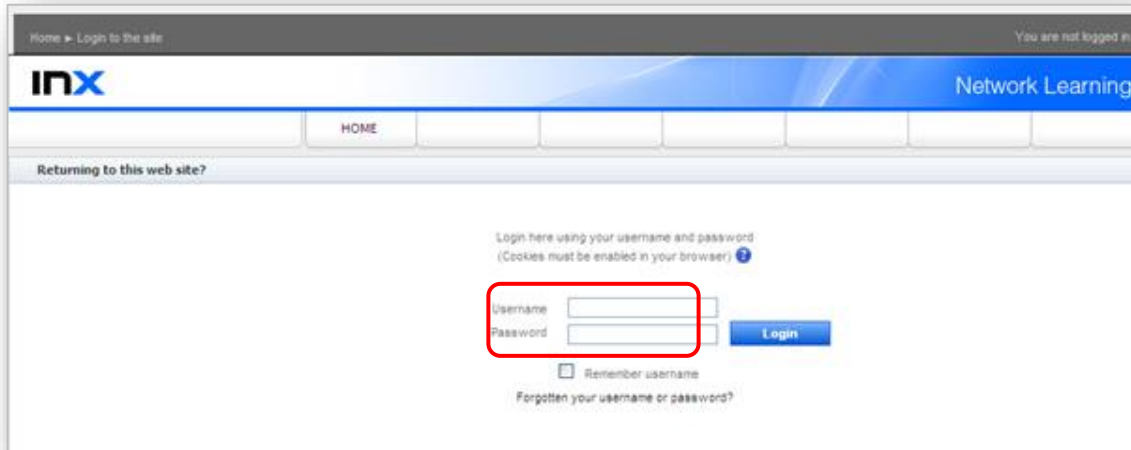 Home ► Login to the site
You are not logged in
INX
Network Learning
HOME
Returning to this web site?
Login here using your username and password
(Cookies must be enabled in your browser) ?
Username
Password
Login
Remember username
Forgotten your username or password?